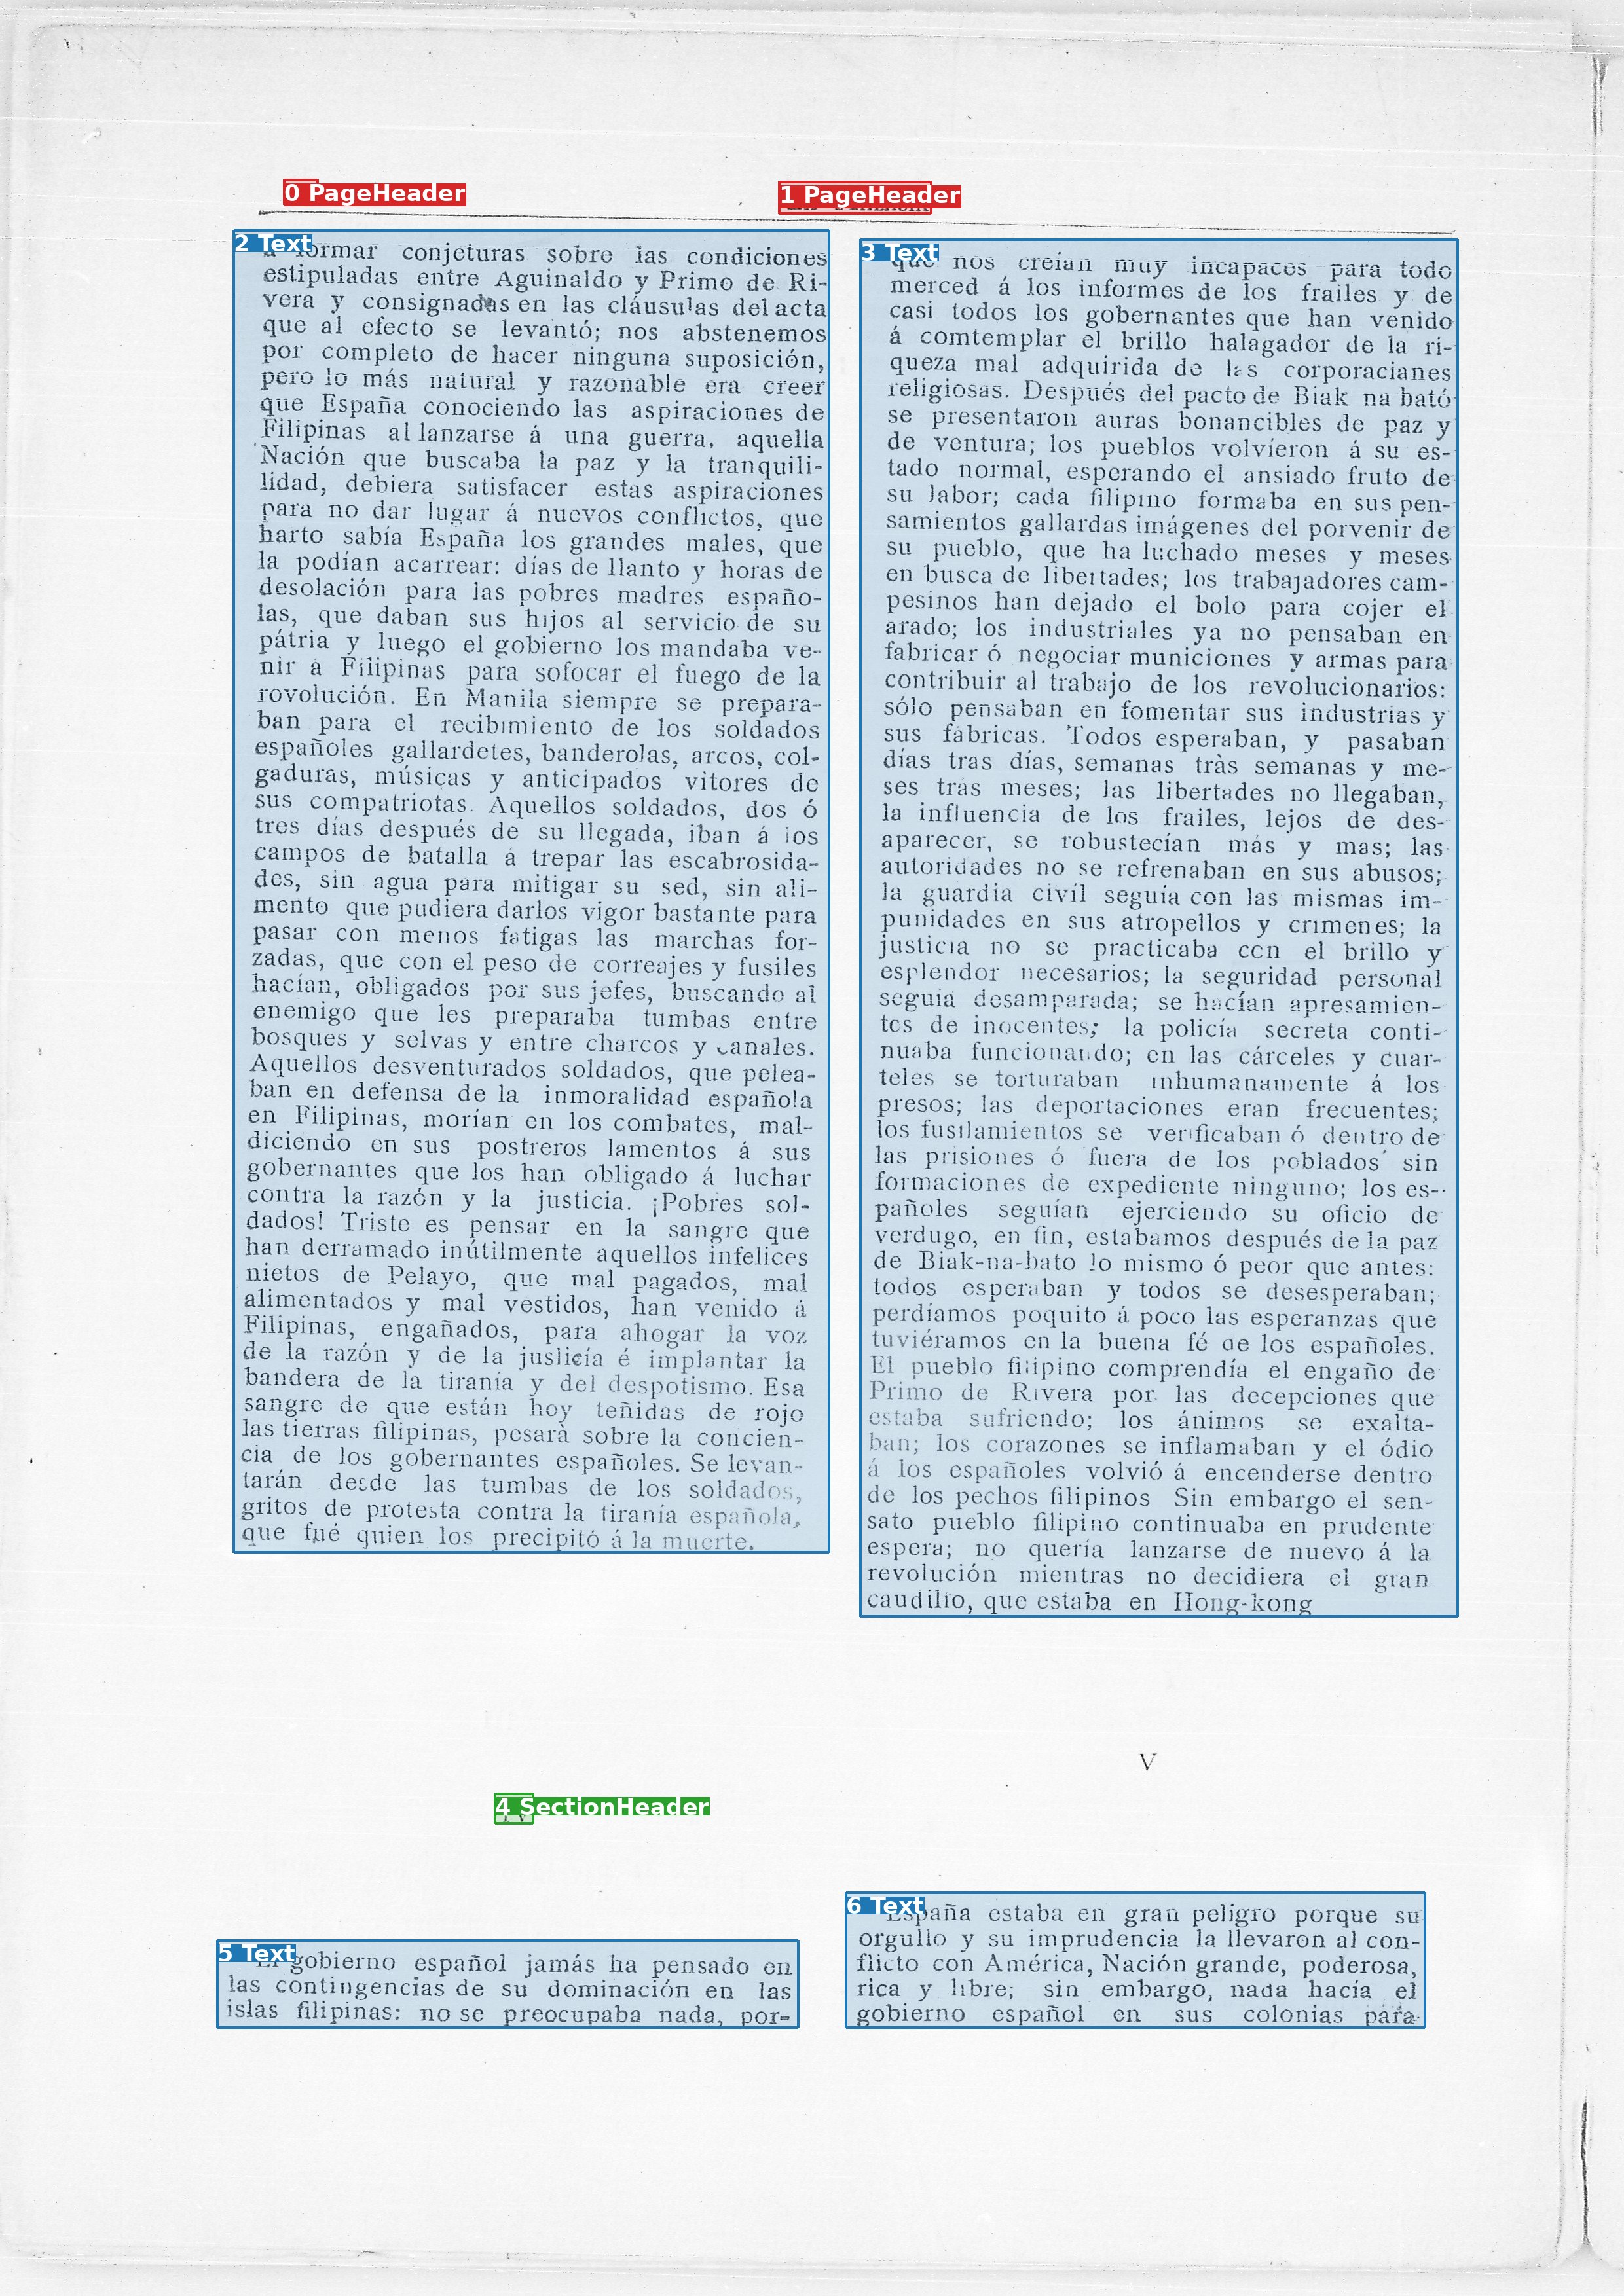 formar conjeturas sobre las condiciones
estipuladas entre Aguinaldo y Primo de Ri-
vera y consignadas en las cláusulas del acta
que al efecto se levantó; nos abstenemos
por completo de hacer ninguna suposición,
pero lo más natural y razonable era creer
que España conociendo las aspiraciones de
Filipinas al lanzarse á una guerra, aquella
Nación que buscaba la paz y la tranquili-
lidad, debiera satisfacer estas aspiraciones
para no dar lugar á nuevos conflictos, que
harto sabía España los grandes males, que
la podían acarrear: días de llanto y horas de
desolación para las pobres madres españo-
las, que daban sus hijos al servicio de su
pátria y luego el gobierno los mandaba ve-
nir á Filipinas para sofocar el fuego de la
rovolución. En Manila siempre se prepara-
ban para el recibimiento de los soldados
españoles gallardetes, banderolas, arcos, col-
gaduras, músicas y anticipados vitores de
sus compatriotas. Aquellos soldados, dos ó
tres días después de su llegada, iban á los
campos de batalla á trepar las escabrosida-
des, sin agua para mitigar su sed, sin ali-
mento que pudiera darlos vigor bastante para
pasar con menos fatigas las marchas for-
zadas, que con el peso de correajes y fusiles
hacían, obligados por sus jefes, buscando al
enemigo que les preparaba tumbas entre
bosques y selvas y entre charcos y canales.
Aquellos desventurados soldados, que pelea-
ban en defensa de la inmoralidad española
en Filipinas, morían en los combates, mal-
diciendo en sus postreros lamentos á sus
gobernantes que los han obligado á luchar
contra la razón y la justicia. ¡Pobres sol-
dados! Triste es pensar en la sangre que
han derramado inútilmente aquellos infelices
nietos de Pelayo, que mal pagados, mal
alimentados y mal vestidos, han venido á
Filipinas, engañados, para ahogar la voz
de la razón y de la juslicía é implantar la
bandera de la tiranía y del despotismo. Esa
sangre de que están hoy teñidas de rojo
las tierras filipinas, pesarà sobre la concien-
cia de los gobernantes españoles. Se levan-
tarán desde las tumbas de los soldados,
gritos de protesta contra la tiranía española,
que fué quien los precipitó á la muerte.
4 SectionHeader
5 Text
gobierno español jamás ha pensado en
las contingencias de su dominación en las
islas filipinas: no se preocupaba nada, por-
0 PageHeader
1 PageHeader
2 Text
3 Text
que nos creían muy incapaces para todo
merced á los informes de los frailes y de
casi todos los gobernantes que han venido
á comtemplar el brillo halagador de la ri-
queza mal adquirida de las corporacianes
religiosas. Después del pacto de Biak na bató
se presentaron auras bonancibles de paz y
de ventura; los pueblos volvíeron á su es-
tado normal, esperando el ansiado fruto de
su labor; cada filipino formaba en sus pen-
samientos gallardas imágenes del porvenir de
su pueblo, que ha luchado meses y meses
en busca de libertades; los trabajadores cam-
pesinos han dejado el bolo para cojer el
arado; los industriales ya no pensaban en
fabricar ó negociar municiones y armas para
contribuir al trabajo de los revolucionarios:
sólo pensaban en fomentar sus industrias y
sus fábricas. Todos esperaban, y pasaban
días tras días, semanas tràs semanas y me-
ses trás meses; las libertades no llegaban,
la influencia de los frailes, lejos de des-
aparecer, se robustecían más y mas; las
autoridades no se refrenaban en sus abusos;
la guardia civíl seguía con las mismas im-
punidades en sus atropellos y crimenes; la
justicia no se practicaba con el brillo y
esplendor necesarios; la seguridad personal
seguia desamparada; se hacían apresamien-
tos de inocentes; la policía secreta conti-
nuaba funcionando; en las cárceles y cuar-
teles se torturaban inhumanamente á los
presos; las deportaciones eran frecuentes;
los fusilamientos se verificaban ó dentro de
las prisiones ó fuera de los poblados sin
formaciones de expediente ninguno; los es-
pañoles seguían ejerciendo su oficio de
verdugo, en fin, estabamos después de la paz
de Biak-na-bato lo mismo ó peor que antes:
todos esperaban y todos se desesperaban;
perdíamos poquito á poco las esperanzas que
tuviéramos en la buena fé de los españoles.
El pueblo filipino comprendía el engaño de
Primo de Rivera por las decepciones que
estaba sufriendo; los ánimos se exalta-
ban; los corazones se inflamaban y el ódio
á los españoles volvió á encenderse dentro
de los pechos filipinos Sin embargo el sen-
sato pueblo filipino continuaba en prudente
espera; no quería lanzarse de nuevo á la
revolución mientras no decidiera el gran
caudillo, que estaba en Hong-kong
V
6 Text
España estaba en gran peligro porque su
orgullo y su imprudencia la llevaron al con-
flicto con América, Nación grande, poderosa,
rica y libre; sin embargo, nada hacía el
gobierno español en sus colonias para